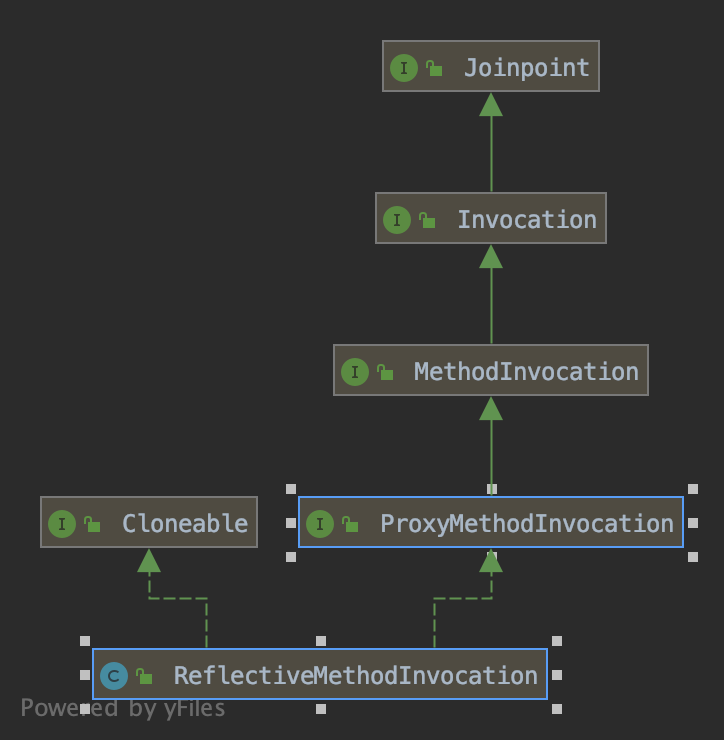 I Joinpoint
I Invocation
I MethodInvocation
I Cloneable
I ProxyMethodInvocation
C ReflectiveMethodInvocation
Powered by yFiles